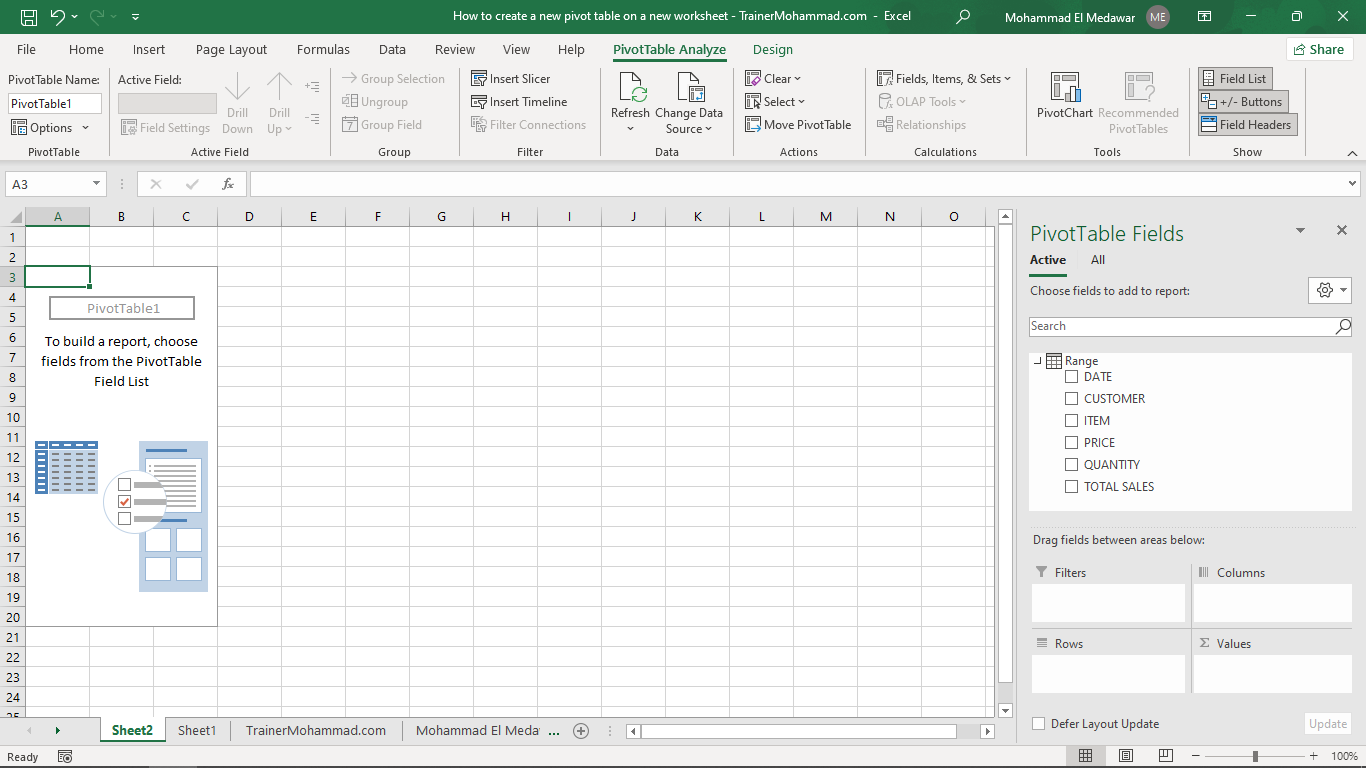 How to create a new pivot table on a new worksheet - TrainerMohammad.com - Excel
Mohammad El Medawar ME
File Home Insert Page Layout Formulas Data Review View Help PivotTable Analyze Design Share
PivotTable Name:
PivotTable1
Options
PivotTable
Active Field:
Field Settings
Drill Down
Drill Up
Active Field
Group Selection
Ungroup
Group Field
Group
Insert Slicer
Insert Timeline
Filter Connections
Filter
Refresh
Change Data Source
Data
Clear
Select
Move PivotTable
Actions
Fields, Items, & Sets
OLAP Tools
Relationships
Calculations
PivotChart
Recommended PivotTables
Tools
Field List
+/- Buttons
Field Headers
Show
A3
fx
A B C D E F G H I J K L M N O
1
2
3
4
5
6
7
8
9
10
11
12
13
14
15
16
17
18
19
20
21
22
23
24
25
PivotTable1
To build a report, choose
fields from the PivotTable
Field List
PivotTable Fields
Active All
Choose fields to add to report:
Search
Range
DATE
CUSTOMER
ITEM
PRICE
QUANTITY
TOTAL SALES
Drag fields between areas below:
Filters
Columns
Rows
Σ Values
Defer Layout Update
Update
Sheet2 Sheet1 TrainerMohammad.com Mohammad El Meda ...
Ready
100%